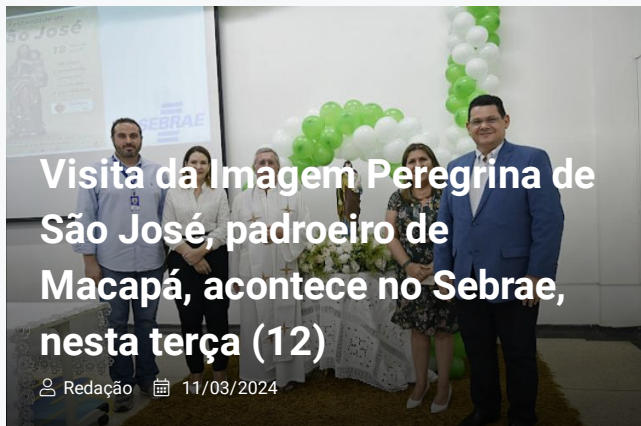 São José
SEBRAE
Visita da Imagem Peregrina de
São José, padroeiro de
Macapá, acontece no Sebrae,
nesta terça (12)
Redação 11/03/2024